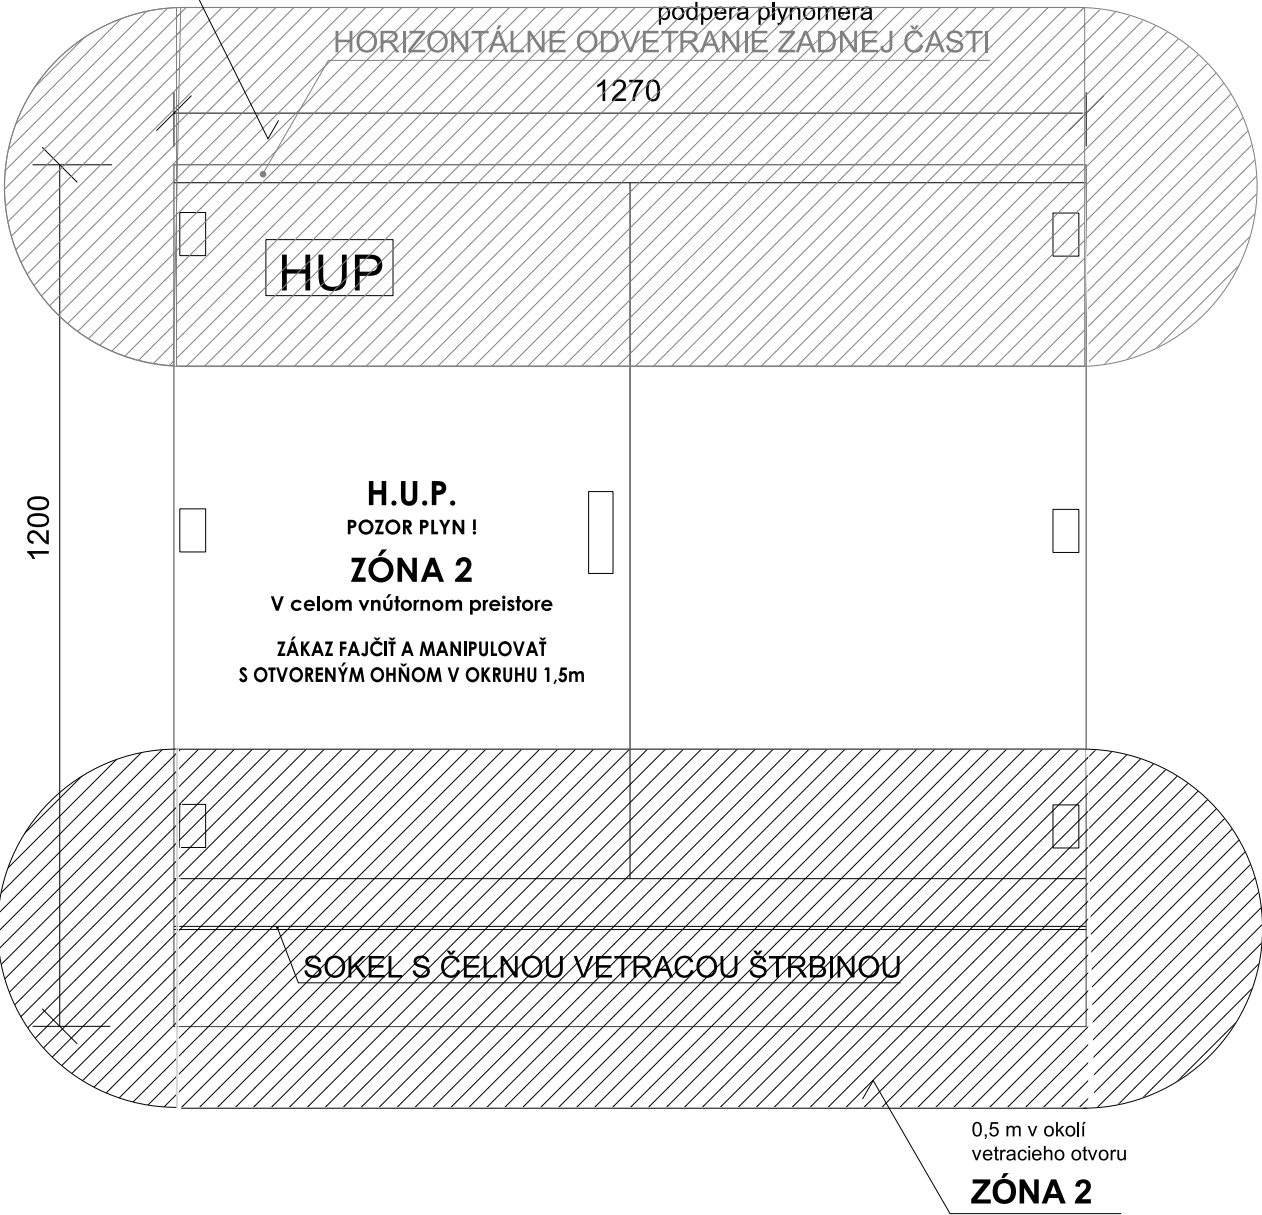 podpera plynomera
HORIZONTÁLNE ODVETRANIE ZADNEJ ČASTI
1270
HUP
1200
H.U.P.
POZOR PLYN !
ZÓNA 2
V celom vnútornom preistore
ZÁKAZ FAJČIŤ A MANIPULOVAŤ
S OTVORENÝM OHŇOM V OKRUHU 1,5m
SOKEL S ČELNOU VETRACOU ŠTRBINOU
0,5 m v okolí
vetracieho otvoru
ZÓNA 2